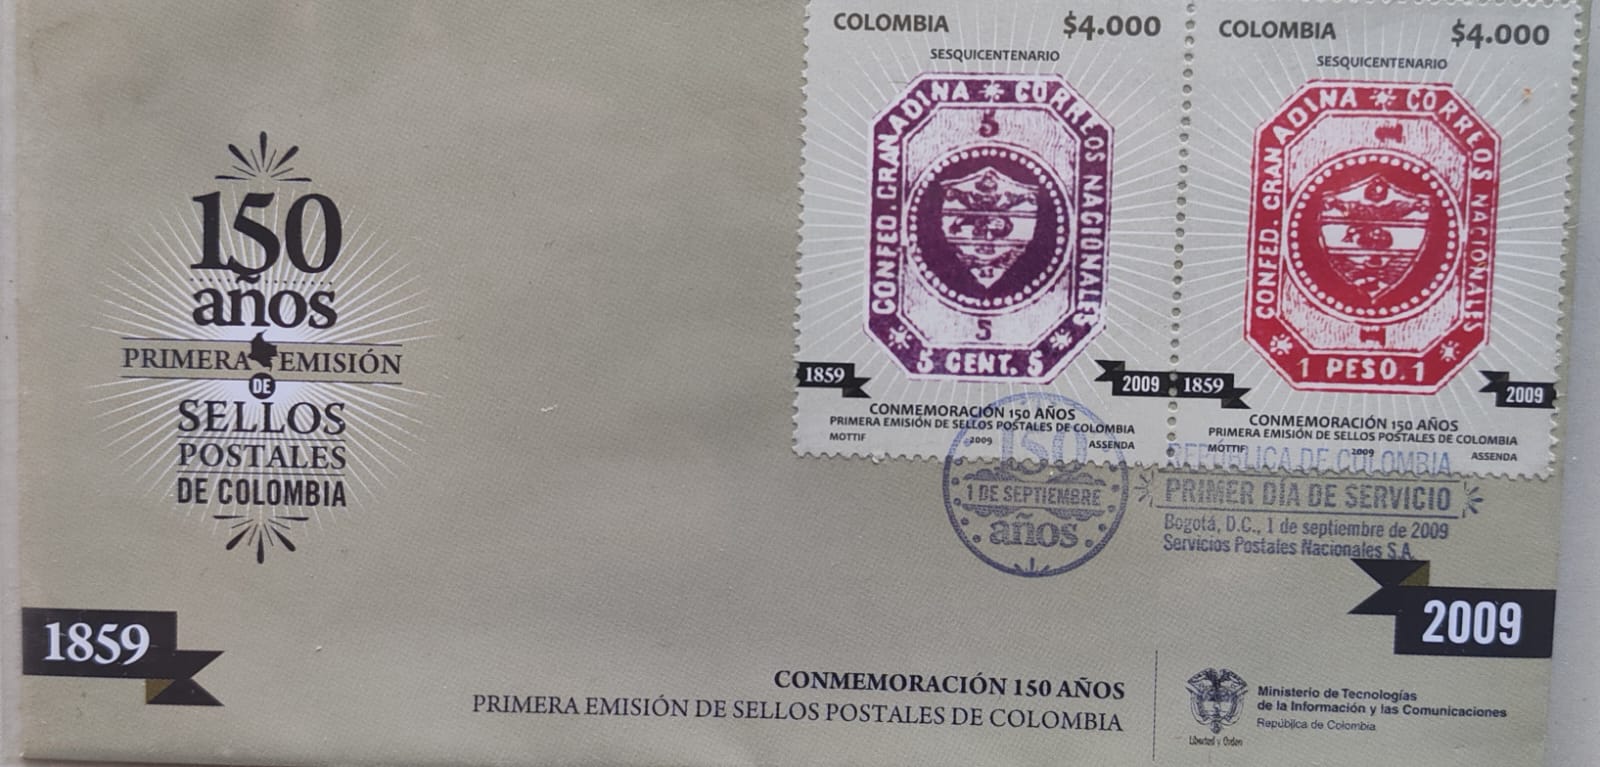 COLOMBIA $4.000
SESQUICENTENARIO
CONFED. GRANADINA * CORREOS NACIONALES
5
5
5 CENT. 5
1859
2009
CONMEMORACIÓN 150 AÑOS
PRIMERA EMISIÓN DE SELLOS POSTALES DE COLOMBIA
MOTTIF 2009 ASSENDA
COLOMBIA $4.000
SESQUICENTENARIO
CONFED. GRANADINA * CORREOS NACIONALES
1
1
1 PESO. 1
1859
2009
CONMEMORACIÓN 150 AÑOS
PRIMERA EMISIÓN DE SELLOS POSTALES DE COLOMBIA
MOTTIF 2009 ASSENDA
150
años
PRIMERA EMISIÓN
DE
SELLOS
POSTALES
DE COLOMBIA
150
1 DE SEPTIEMBRE
años
REPÚBLICA DE COLOMBIA
PRIMER DÍA DE SERVICIO
Bogotá, D.C., 1 de septiembre de 2009
Servicios Postales Nacionales S.A.
1859
2009
CONMEMORACIÓN 150 AÑOS
PRIMERA EMISIÓN DE SELLOS POSTALES DE COLOMBIA
Libertad y Orden
Ministerio de Tecnologías
de la Información y las Comunicaciones
República de Colombia